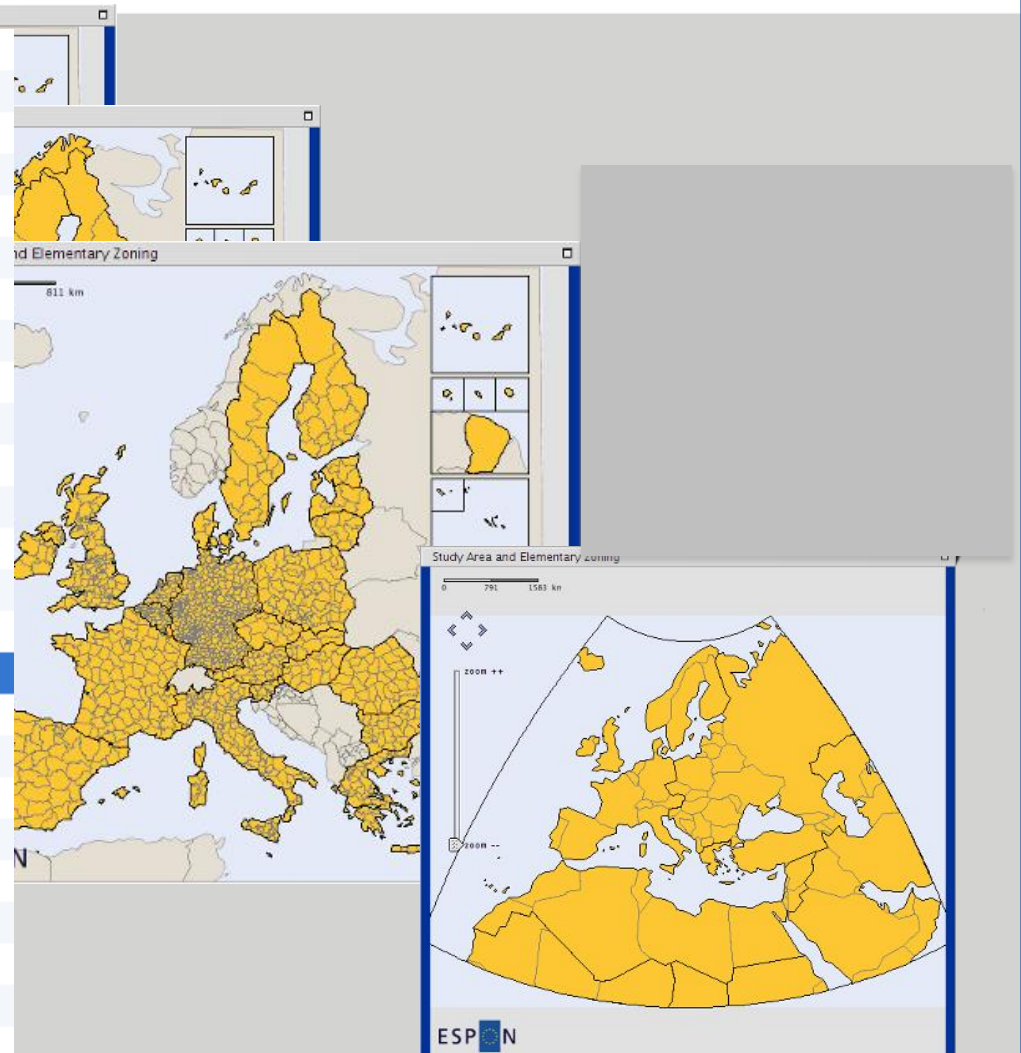 nd Elementary Zoning
811 km
N
Study Area and Elementary Zoning
0 791 1583 km
zoom ++
zoom --
ESPON